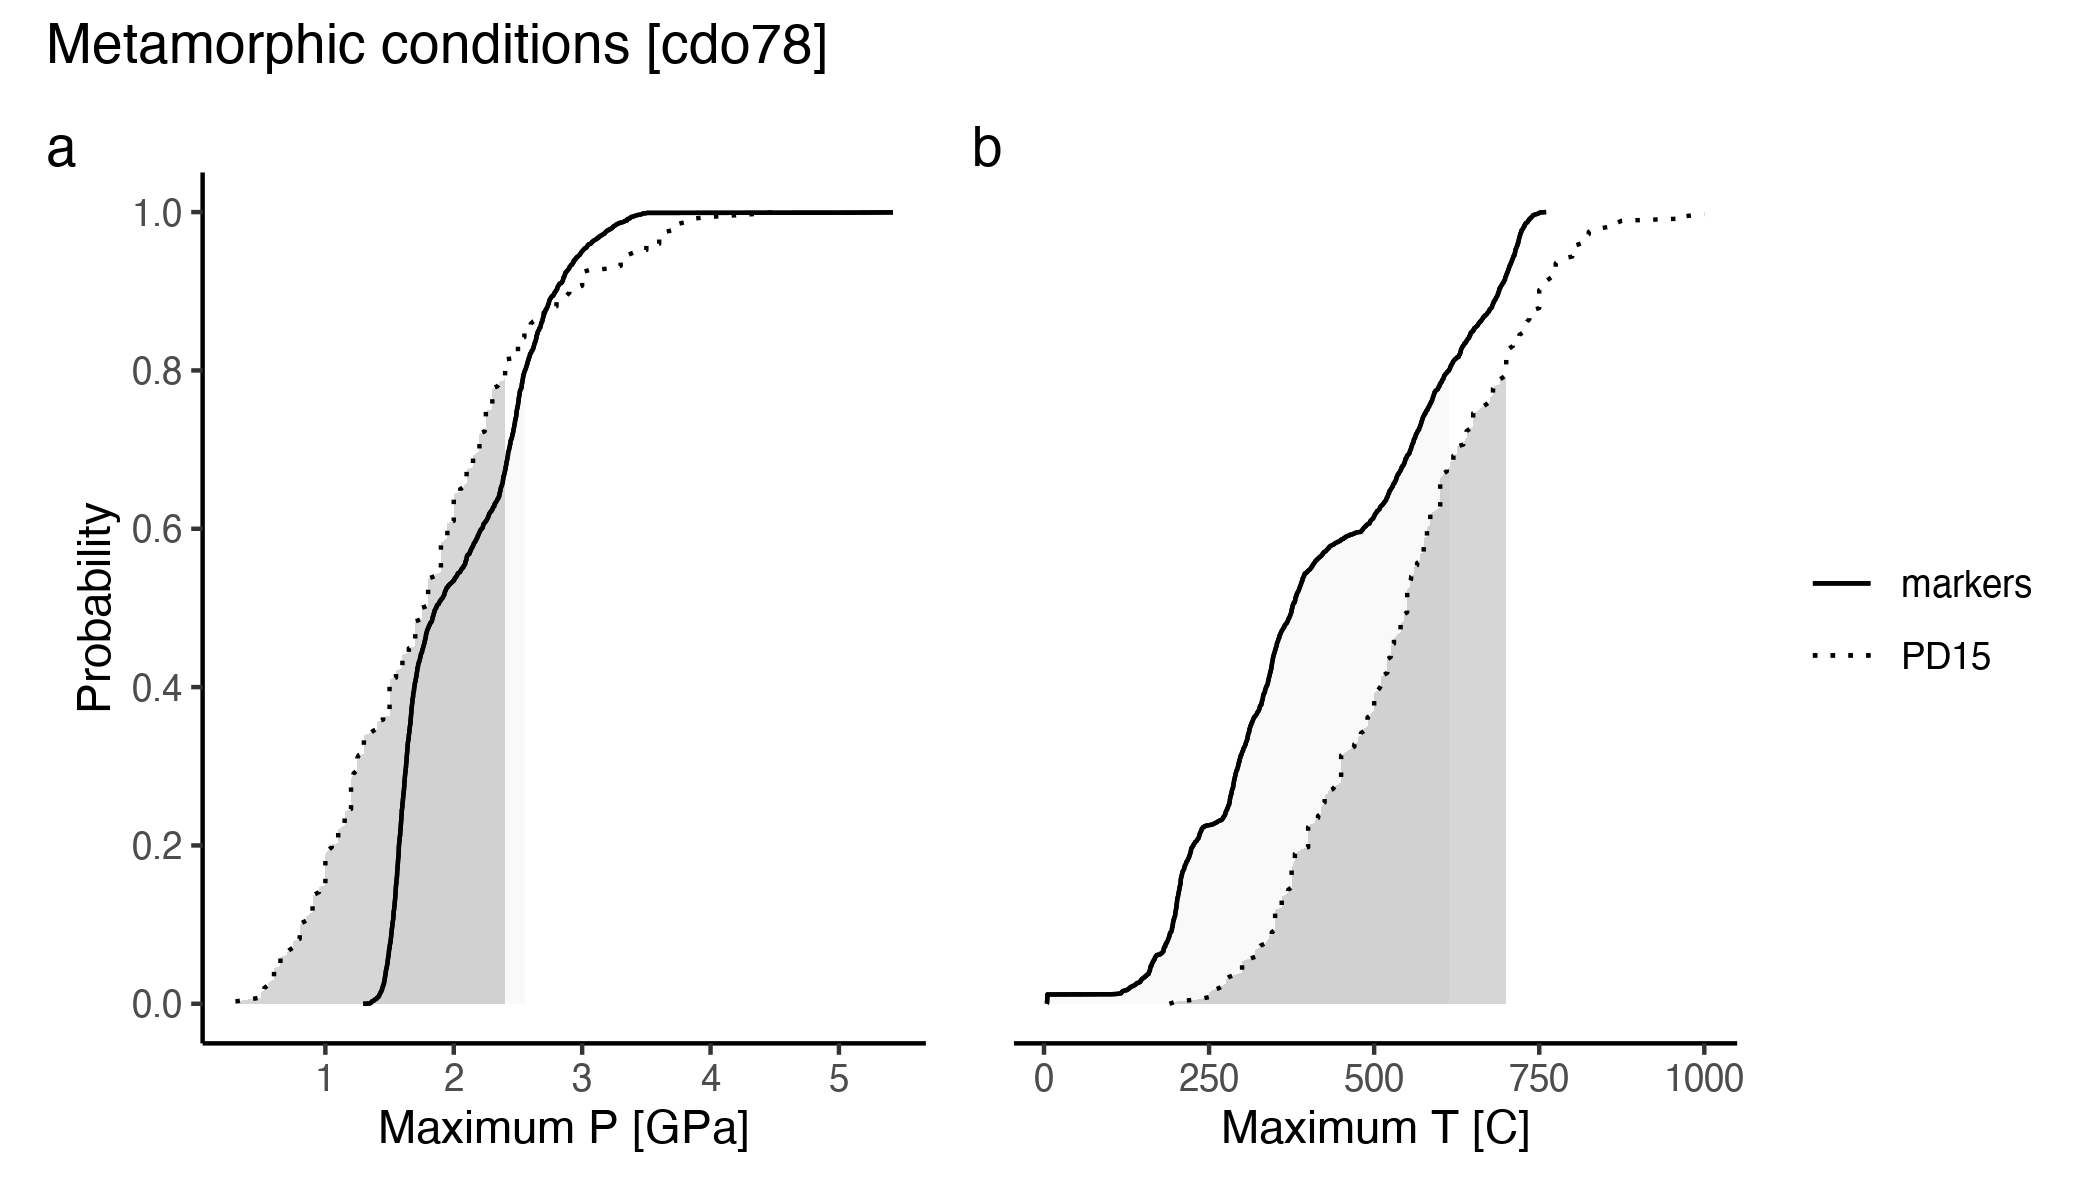 Metamorphic conditions [cdo78]
a
b
Probability
1.0
0.8
0.6
0.4
0.2
0.0
1 2 3 4 5
Maximum P [GPa]
0 250 500 750 1000
Maximum T [C]
markers
PD15